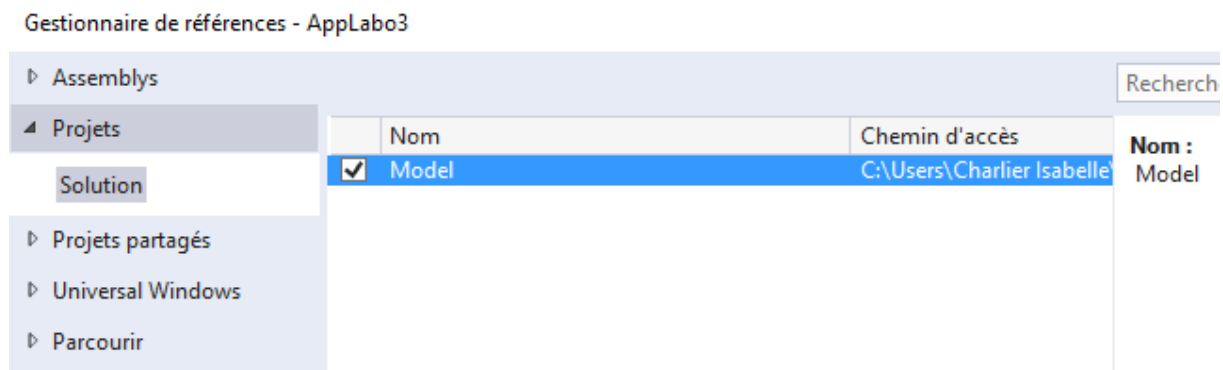 Gestionnaire de références - AppLabo3
Assemblys
Projets
Solution
Projets partagés
Universal Windows
Parcourir
Nom Chemin d'accès
Model C:\Users\Charlier Isabelle\
Recherch
Nom :
Model